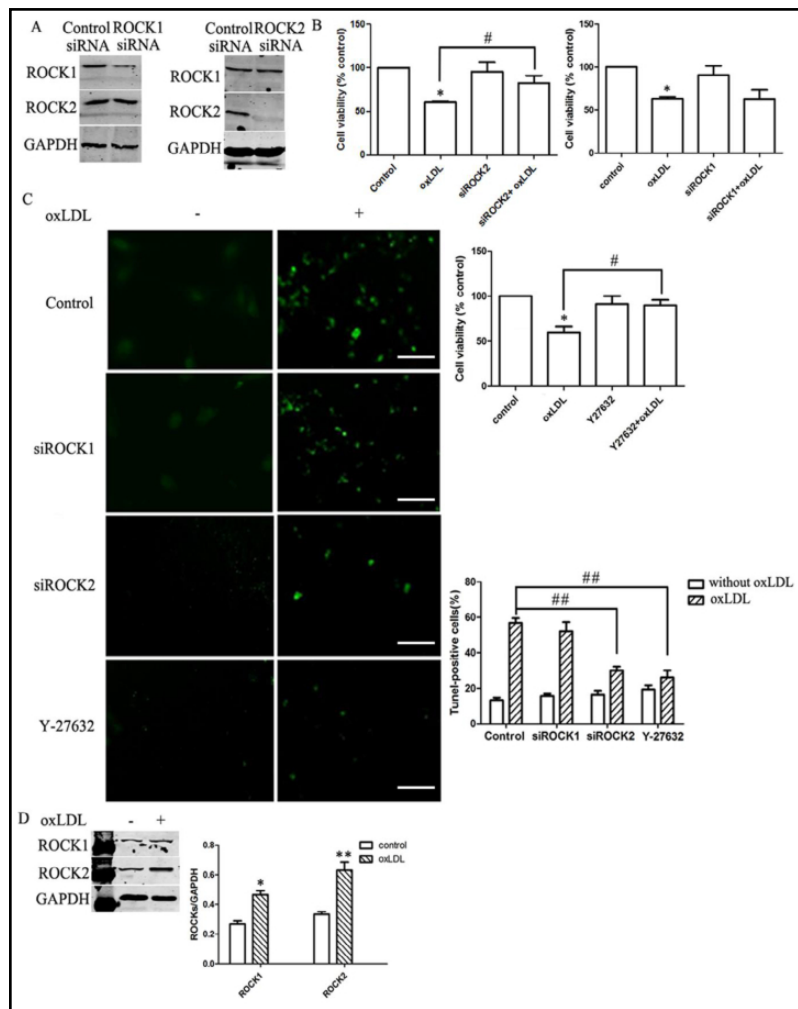 A
Control ROCK1
siRNA siRNA
ROCK1
ROCK2
GAPDH
Control ROCK2
siRNA siRNA
ROCK1
ROCK2
GAPDH
B
Cell viability (% control)
150
100
50
0
#
*
Control
oxLDL
siROCK2
siROCK2+ oxLDL
Cell viability (% control)
150
100
50
0
*
control
oxLDL
siROCK1
siROCK1+oxLDL
C
oxLDL - +
Control
siROCK1
siROCK2
Y-27632
Cell viability (% control)
150
100
50
0
#
*
control
oxLDL
Y27632
Y27632+oxLDL
Tunel-positive cells(%)
80
60
40
20
0
##
##
without oxLDL
oxLDL
Control siROCK1 siROCK2 Y-27632
D
oxLDL - +
ROCK1
ROCK2
GAPDH
ROCKs/GAPDH
0.8
0.6
0.4
0.2
0.0
*
**
control
oxLDL
ROCK1
ROCK2